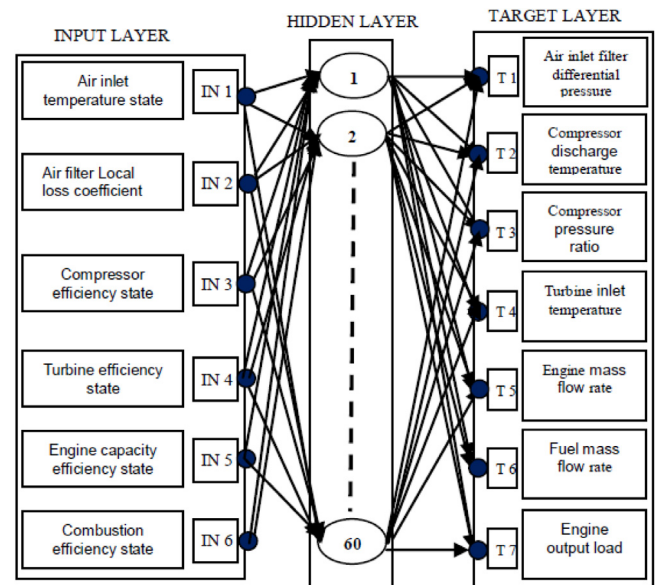 INPUT LAYER
HIDDEN LAYER
TARGET LAYER
Air inlet
temperature state
IN 1
Air filter Local
loss coefficient
IN 2
Compressor
efficiency state
IN 3
Turbine efficiency
state
IN 4
Engine capacity
efficiency state
IN 5
Combustion
efficiency state
IN 6
1
2
60
T 1
Air inlet filter
differential
pressure
T 2
Compressor
discharge
temperature
T 3
Compressor
pressure
ratio
T 4
Turbine inlet
temperature
T 5
Engine mass
flow rate
T 6
Fuel mass
flow rate
T 7
Engine
output load